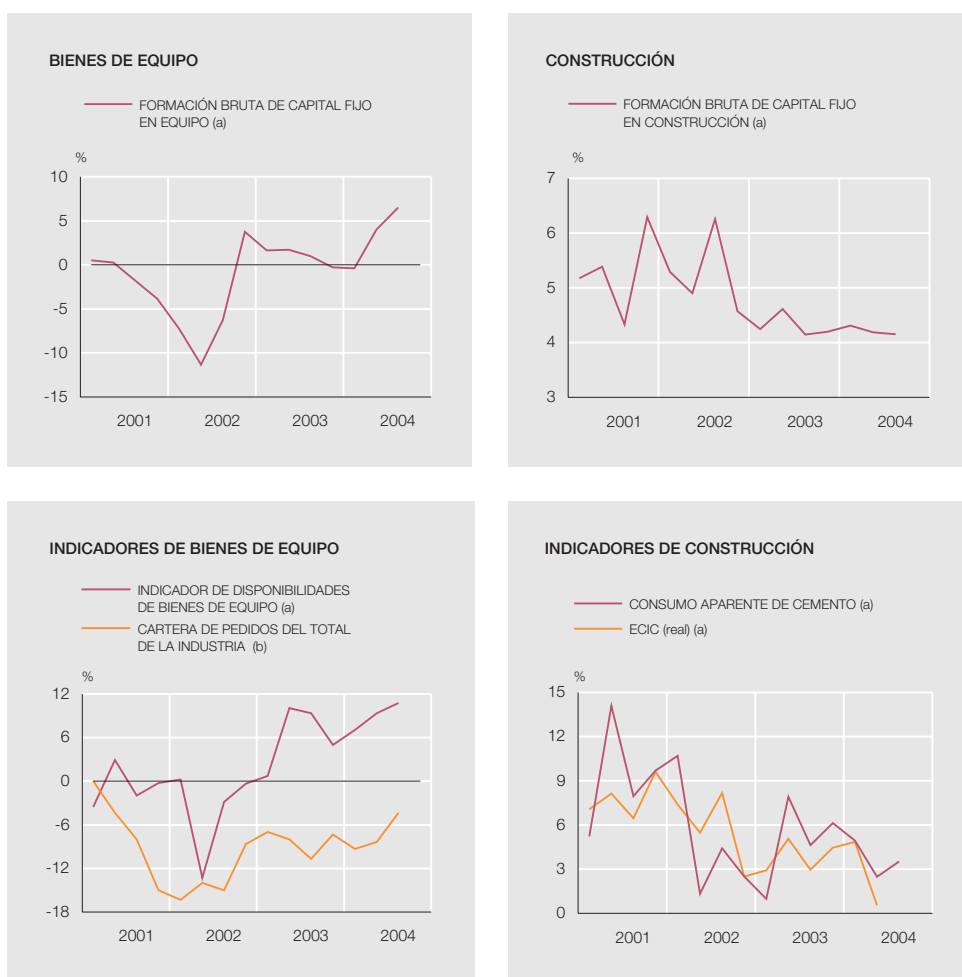 BIENES DE EQUIPO
FORMACIÓN BRUTA DE CAPITAL FIJO
EN EQUIPO (a)
%
10
5
0
-5
-10
-15
2001 2002 2003 2004
CONSTRUCCIÓN
FORMACIÓN BRUTA DE CAPITAL FIJO
EN CONSTRUCCIÓN (a)
%
7
6
5
4
3
2001 2002 2003 2004
INDICADORES DE BIENES DE EQUIPO
INDICADOR DE DISPONIBILIDADES
DE BIENES DE EQUIPO (a)
CARTERA DE PEDIDOS DEL TOTAL
DE LA INDUSTRIA (b)
%
12
6
0
-6
-12
-18
2001 2002 2003 2004
INDICADORES DE CONSTRUCCIÓN
CONSUMO APARENTE DE CEMENTO (a)
ECIC (real) (a)
%
15
12
9
6
3
0
2001 2002 2003 2004